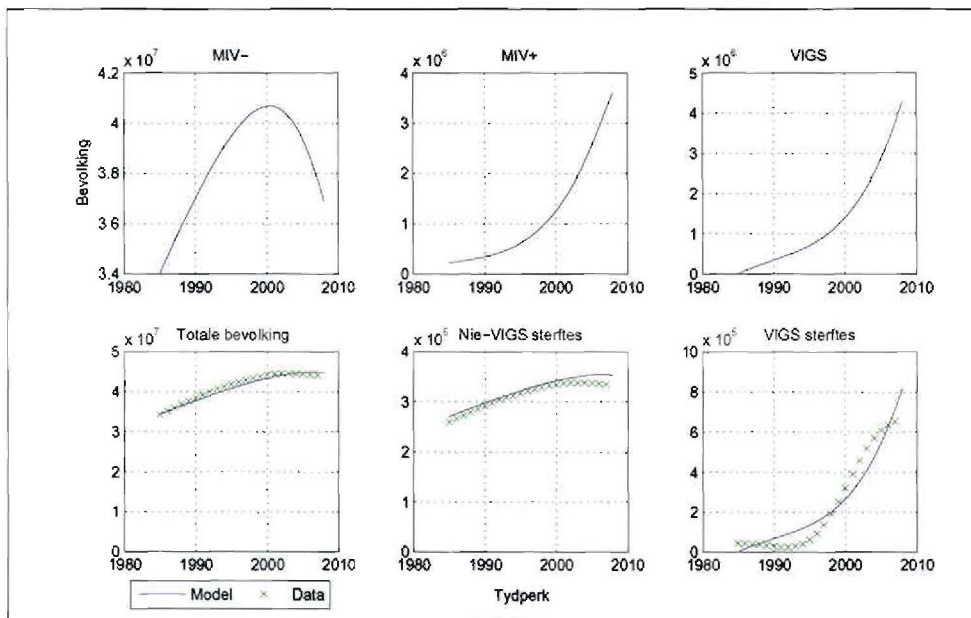 MIV−
x 10^7
4.2
4
3.8
3.6
3.4
Bevolking
1980 1990 2000 2010
MIV+
x 10^6
4
3
2
1
0
1980 1990 2000 2010
VIGS
x 10^6
5
4
3
2
1
0
1980 1990 2000 2010
Totale bevolking
x 10^7
5
4
3
2
1
0
1980 1990 2000 2010
Nie−VIGS sterftes
x 10^5
4
3
2
1
0
1980 1990 2000 2010
VIGS sterftes
x 10^5
10
8
6
4
2
0
1980 1990 2000 2010
Model Data
Tydperk